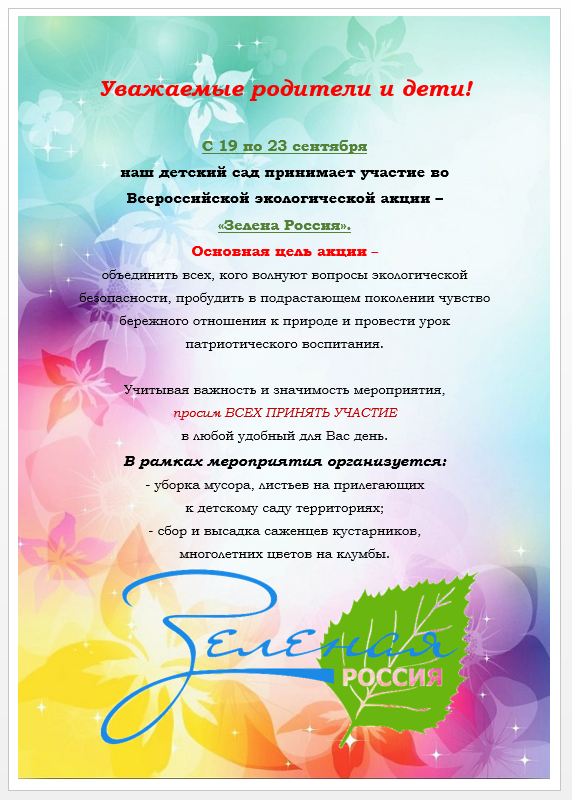 Уважаемые родители и дети!
С 19 по 23 сентября
наш детский сад принимает участие во
Всероссийской экологической акции –
«Зелена Россия».
Основная цель акции –
объединить всех, кого волнуют вопросы экологической
безопасности, пробудить в подрастающем поколении чувство
бережного отношения к природе и провести урок
патриотического воспитания.
Учитывая важность и значимость мероприятия,
просим ВСЕХ ПРИНЯТЬ УЧАСТИЕ
в любой удобный для Вас день.
В рамках мероприятия организуется:
- уборка мусора, листьев на прилегающих
к детскому саду территориях;
- сбор и высадка саженцев кустарников,
многолетних цветов на клумбы.
Зеленая
РОССИЯ